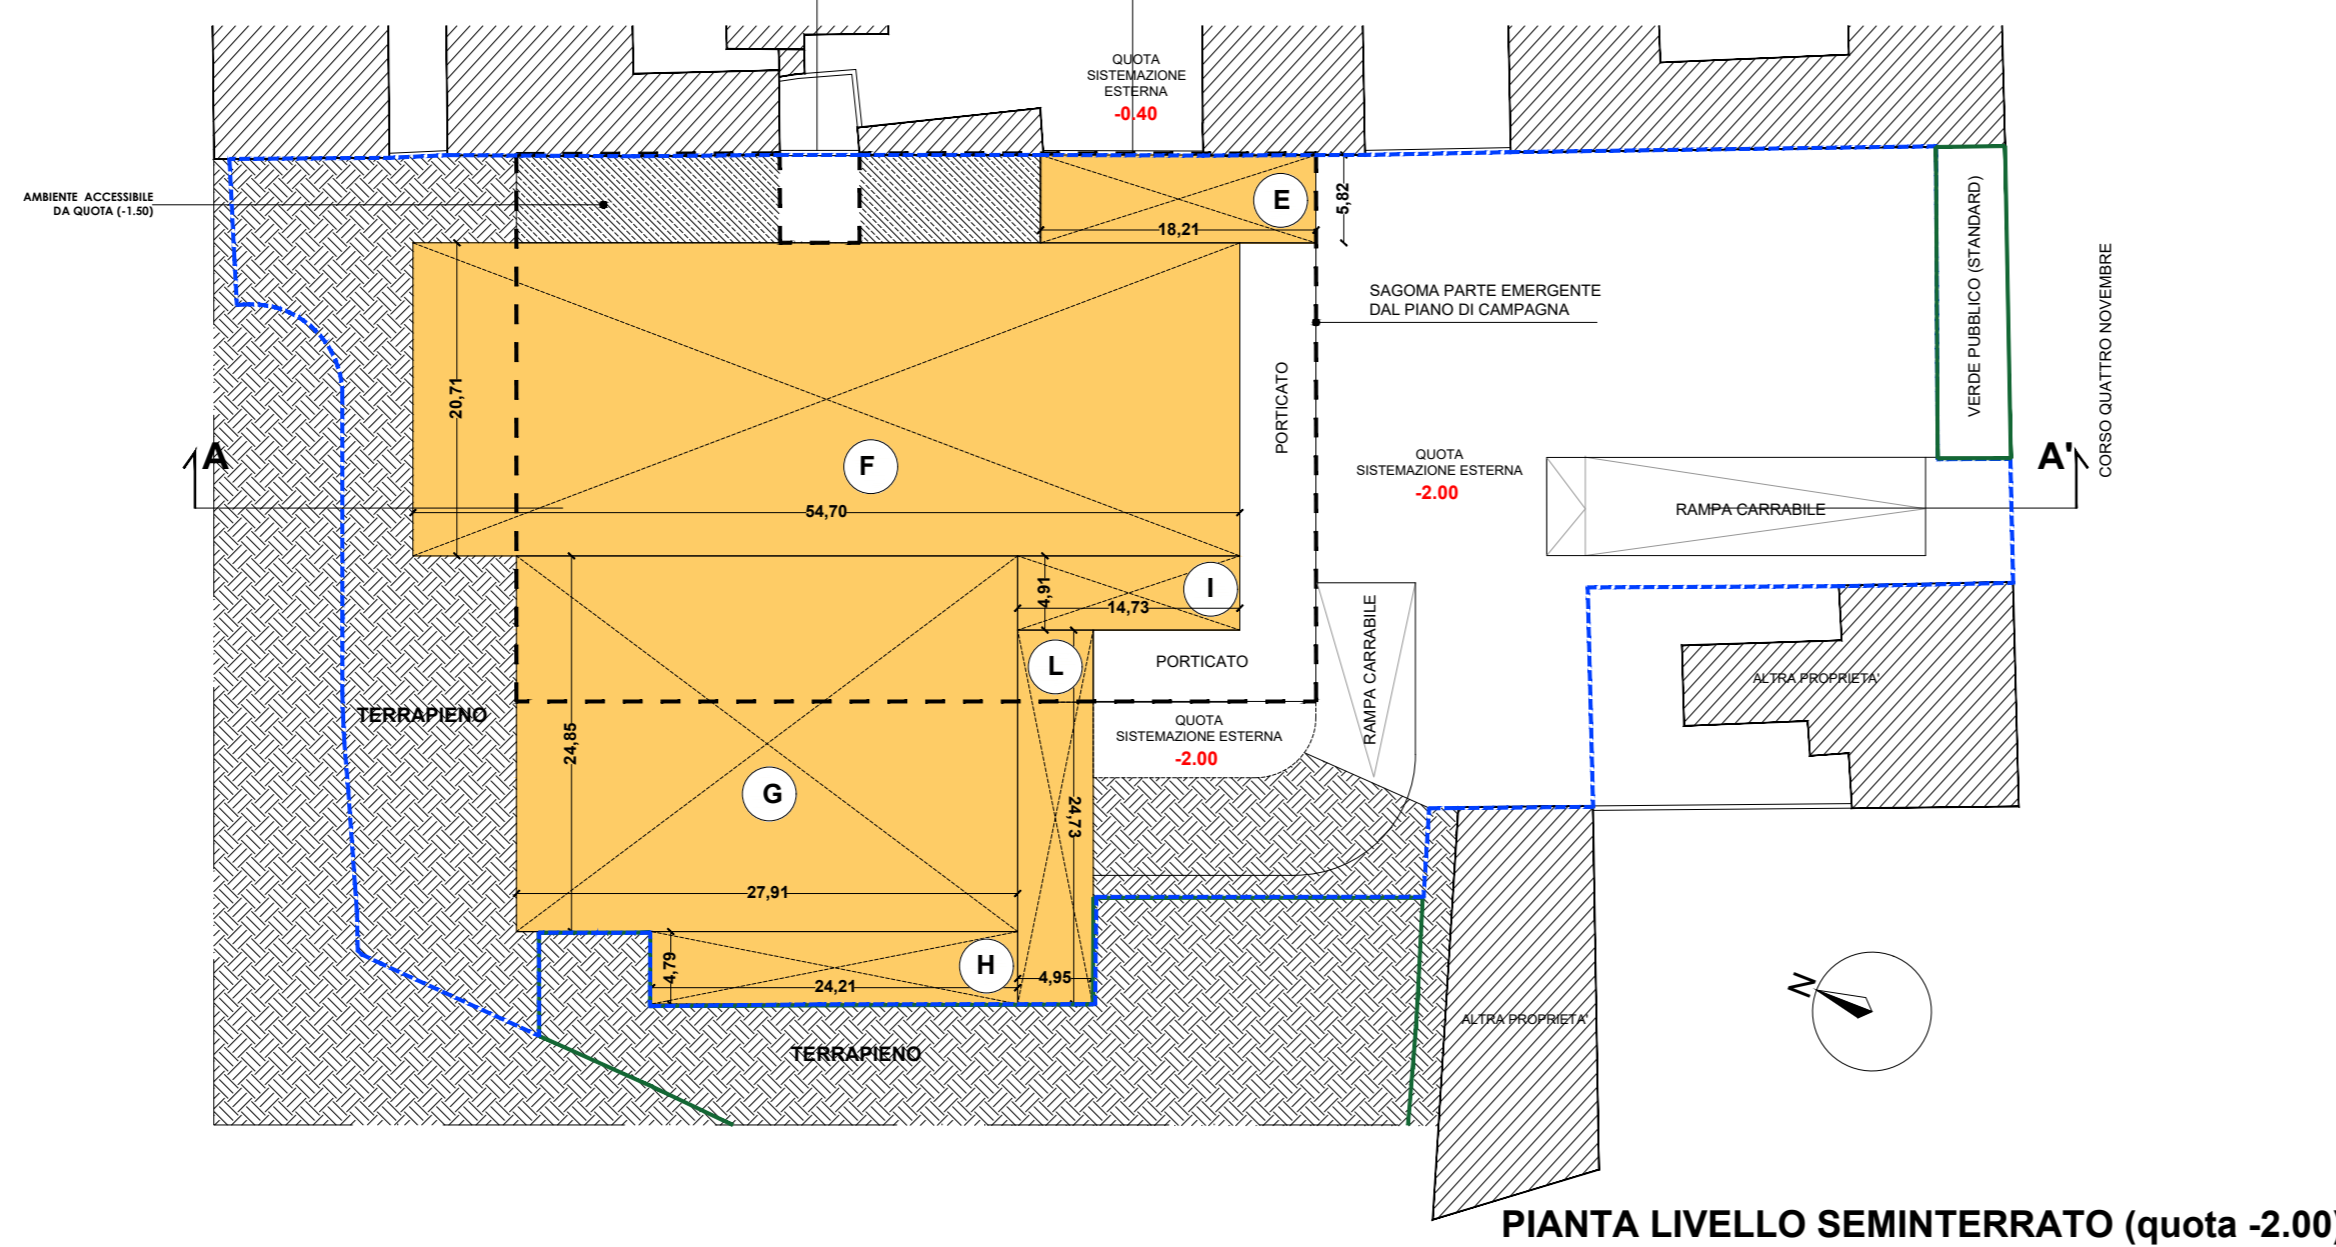 QUOTA
SISTEMAZIONE
ESTERNA
-0.40
AMBIENTE ACCESSIBILE
DA QUOTA (-1.50)
E
18,21
5,82
SAGOMA PARTE EMERGENTE
DAL PIANO DI CAMPAGNA
VERDE PUBBLICO (STANDARD)
CORSO QUATTRO NOVEMBRE
20,71
PORTICATO
A
F
QUOTA
SISTEMAZIONE ESTERNA
-2.00
A'
54,70
RAMPA CARRABILE
I
4,91
14,73
L
PORTICATO
RAMPA CARRABILE
ALTRA PROPRIETA'
TERRAPIENO
QUOTA
SISTEMAZIONE ESTERNA
-2.00
24,85
G
24,73
27,91
H
4,79
24,21
4,95
N
ALTRA PROPRIETA'
TERRAPIENO
PIANTA LIVELLO SEMINTERRATO (quota -2.00)